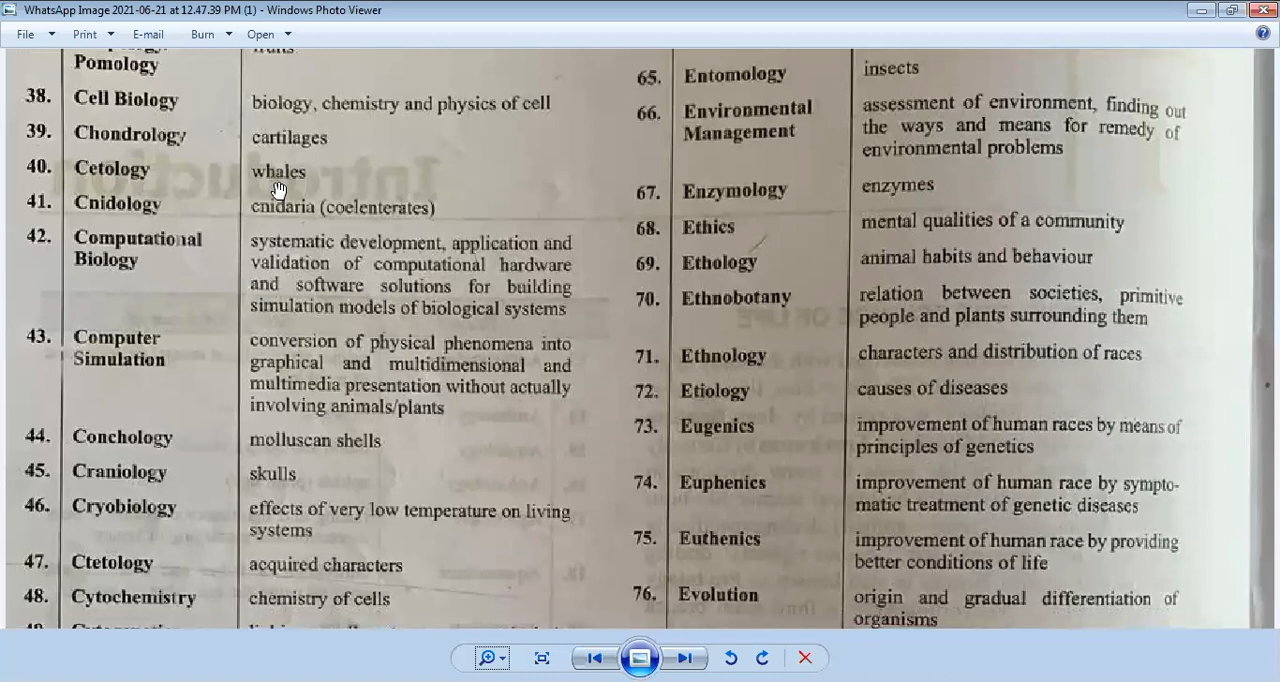 WhatsApp Image 2021-06-21 at 12.47.39 PM (1) - Windows Photo Viewer
File Print E-mail Burn Open
Pomology fruits
38. Cell Biology biology, chemistry and physics of cell
39. Chondrology cartilages
40. Cetology whales
41. Cnidology cnidaria (coelenterates)
42. Computational systematic development, application and
Biology validation of computational hardware
and software solutions for building
simulation models of biological systems
43. Computer conversion of physical phenomena into
Simulation graphical and multidimensional and
multimedia presentation without actually
involving animals/plants
44. Conchology molluscan shells
45. Craniology skulls
46. Cryobiology effects of very low temperature on living
systems
47. Ctetology acquired characters
48. Cytochemistry chemistry of cells
65. Entomology insects
66. Environmental assessment of environment, finding out
Management the ways and means for remedy of
environmental problems
67. Enzymology enzymes
68. Ethics mental qualities of a community
69. Ethology animal habits and behaviour
70. Ethnobotany relation between societies, primitive
people and plants surrounding them
71. Ethnology characters and distribution of races
72. Etiology causes of diseases
73. Eugenics improvement of human races by means of
principles of genetics
74. Euphenics improvement of human race by sympto-
matic treatment of genetic diseases
75. Euthenics improvement of human race by providing
better conditions of life
76. Evolution origin and gradual differentiation of
organisms